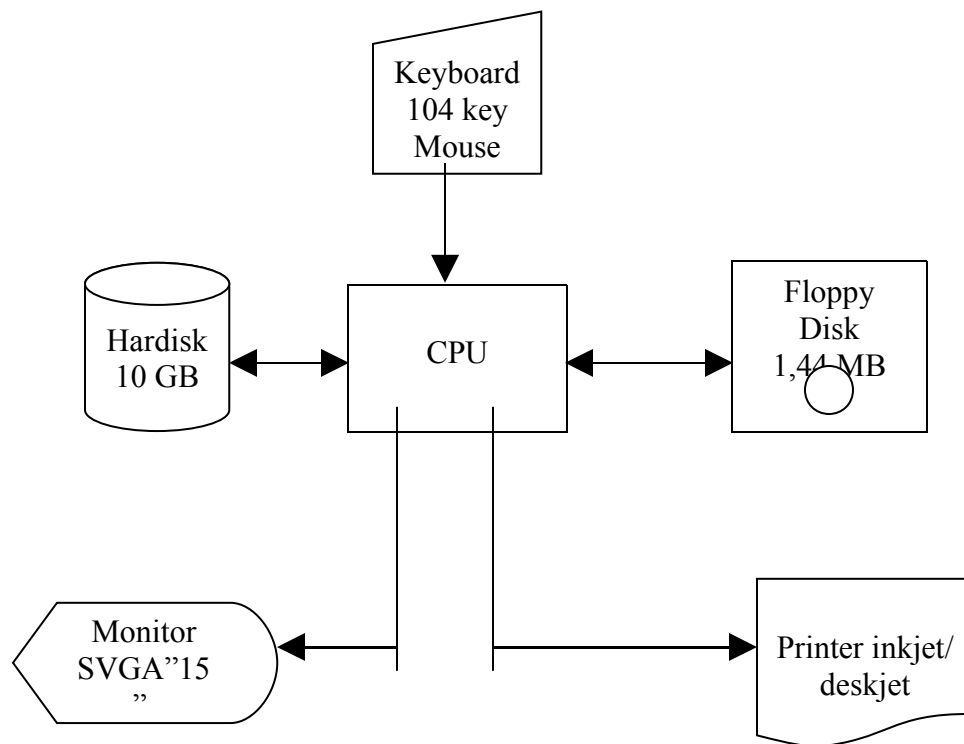 Keyboard
104 key
Mouse
Hardisk
10 GB
CPU
Floppy
Disk
1,44 MB
Monitor
SVGA”15
”
Printer inkjet/
deskjet